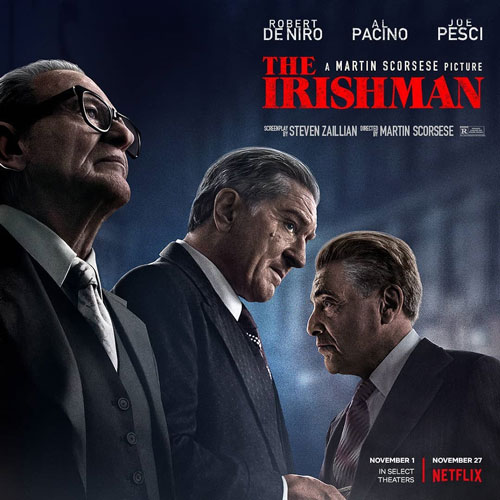 ROBERT DE NIRO
AL PACINO
JOE PESCI
THE IRISHMAN
A MARTIN SCORSESE PICTURE
SCREENPLAY BY STEVEN ZAILLIAN DIRECTED BY MARTIN SCORSESE R
NOVEMBER 1
IN SELECT
THEATERS
NOVEMBER 27
NETFLIX